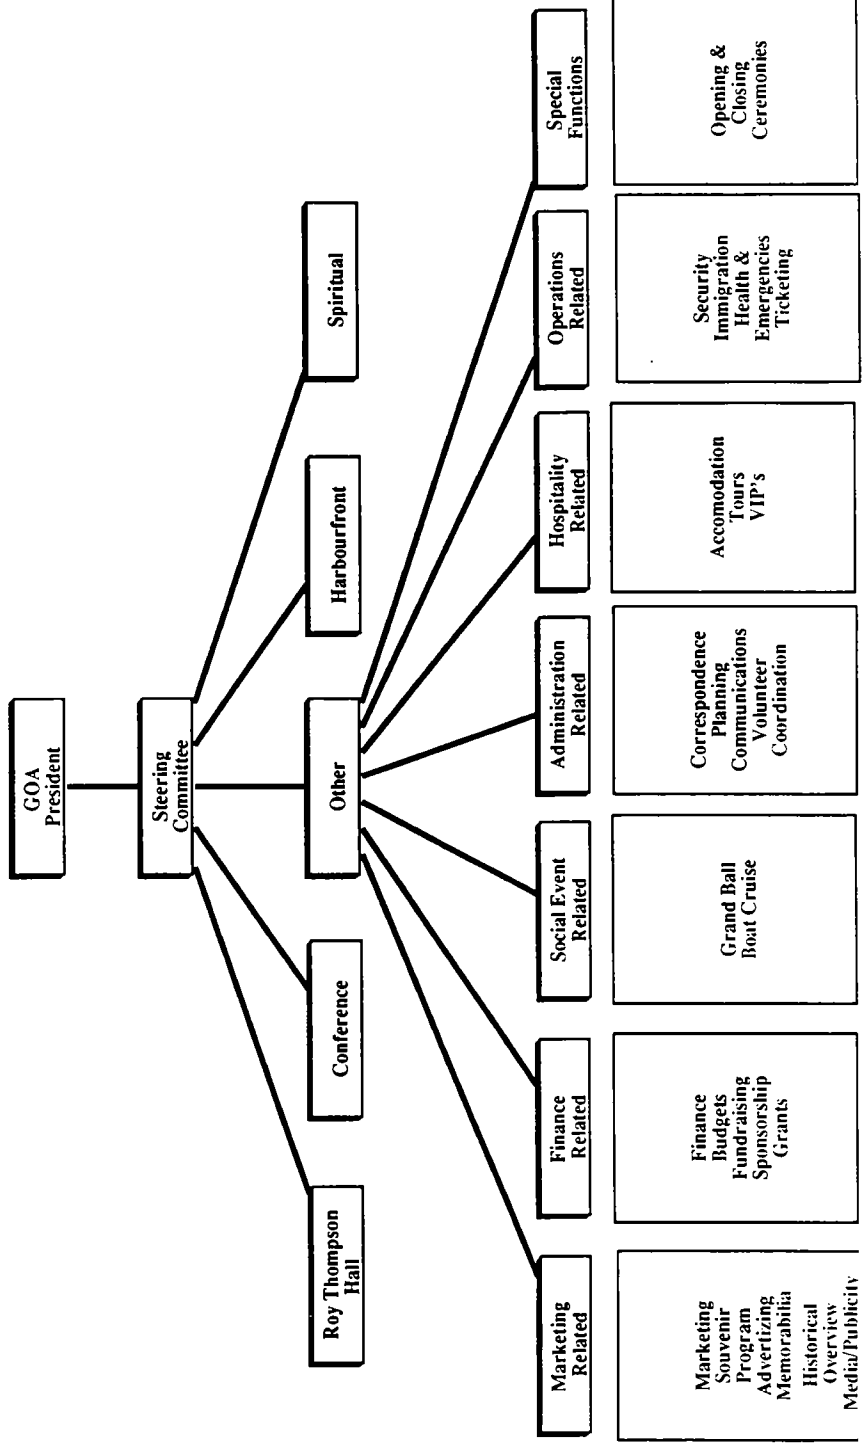 GOA
President
Steering
Committee
Roy Thompson
Hall
Conference
Other
Harbourfront
Spiritual
Marketing
Related
Finance
Related
Social Event
Related
Administration
Related
Hospitality
Related
Operations
Related
Special
Functions
Marketing
Souvenir
Program
Advertizing
Memorabilia
Historical
Overview
Media/Publicity
Finance
Budgets
Fundraising
Sponsorship
Grants
Grand Ball
Boat Cruise
Correspondence
Planning
Communications
Volunteer
Coordination
Accomodation
Tours
VIP's
Security
Immigration
Health &
Emergencies
Ticketing
Opening &
Closing
Ceremonies